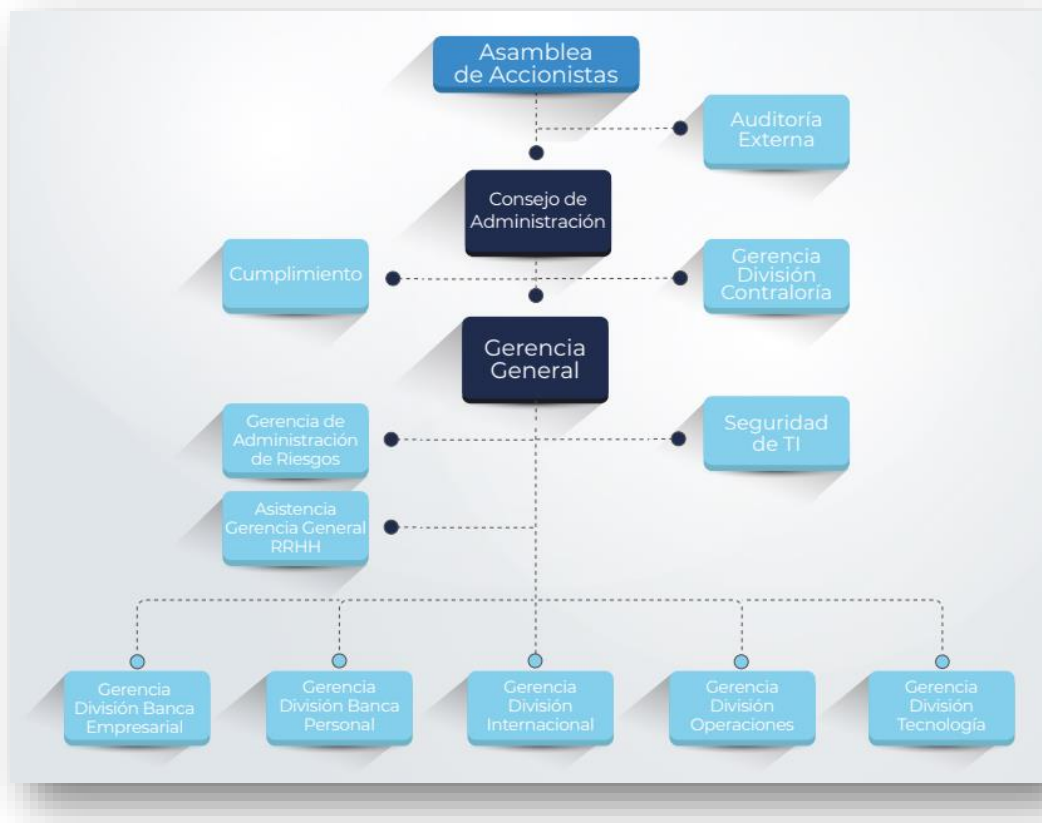 Asamblea
de Accionistas
Auditoría
Externa
Consejo de
Administración
Cumplimiento
Gerencia
División
Contraloría
Gerencia
General
Gerencia de
Administración
de Riesgos
Seguridad
de TI
Asistencia
Gerencia General
RRHH
Gerencia
División Banca
Empresarial
Gerencia
División Banca
Personal
Gerencia
División
Internacional
Gerencia
División
Operaciones
Gerencia
División
Tecnología